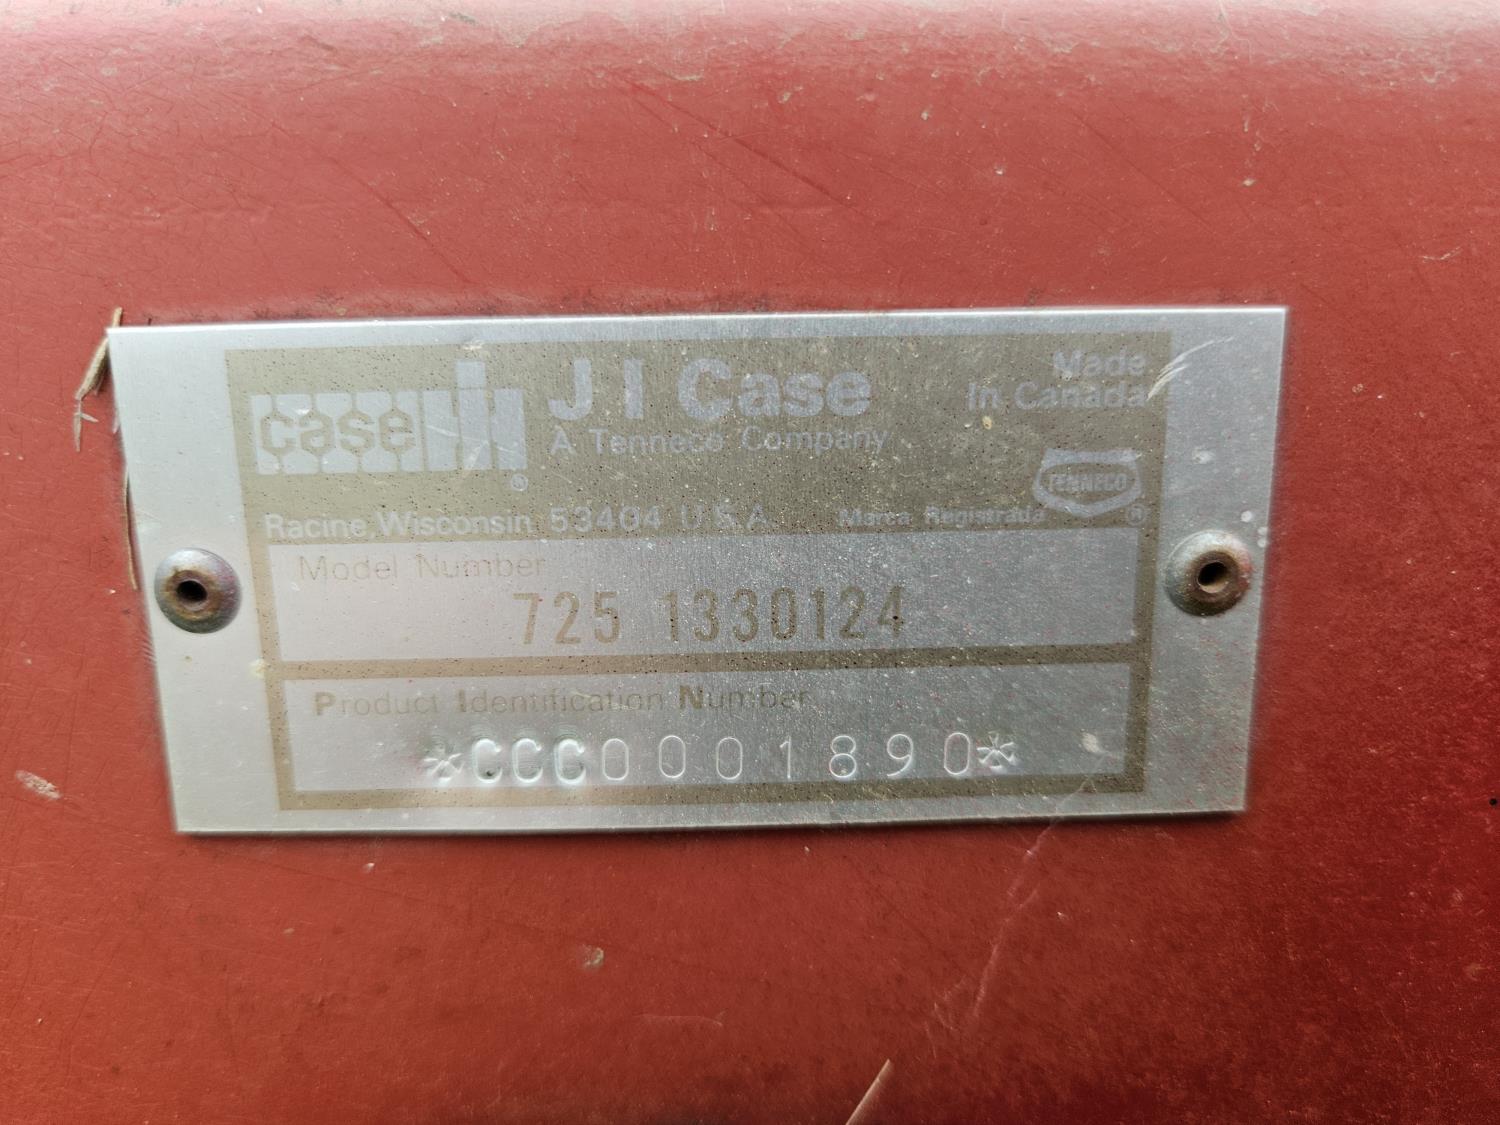 case IH ®
J I Case
A Tenneco Company
Made
In Canada
TENNECO ®
Racine, Wisconsin 53404 U.S.A. Marca Registrada
Model Number
725 1330124
Product Identification Number
*CCC0001890*